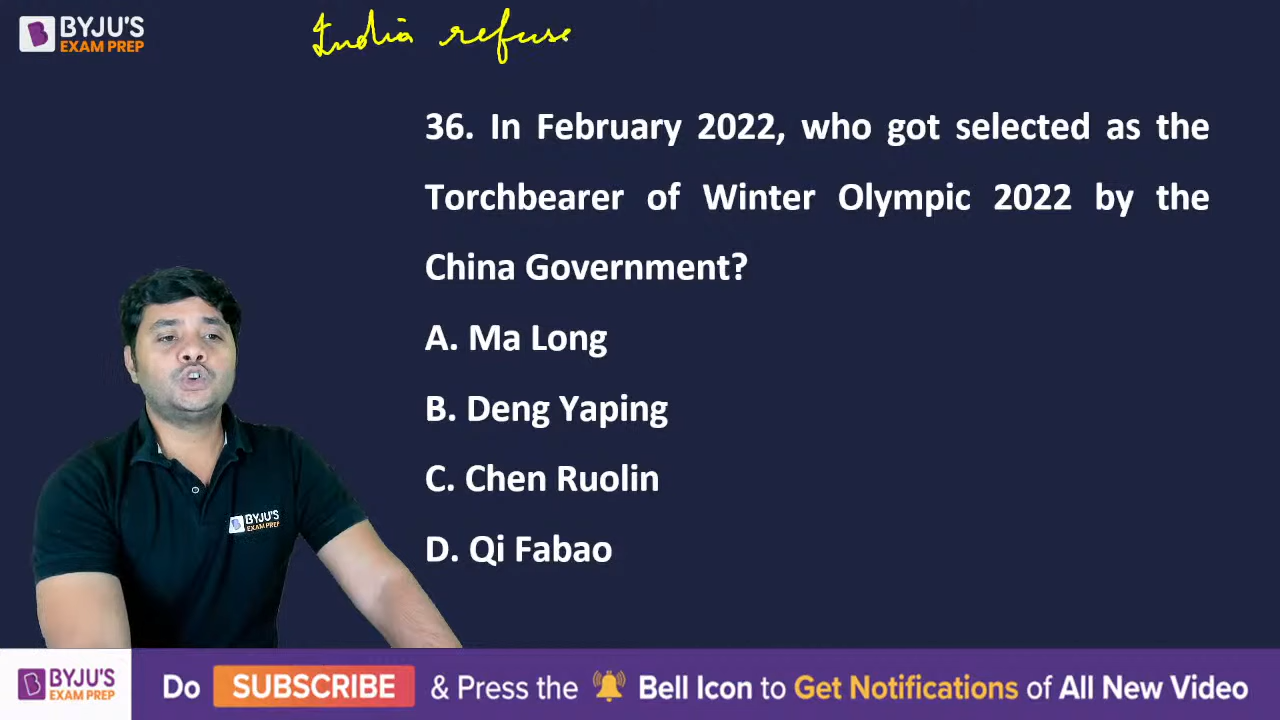 BYJU'S
EXAM PREP
India refuse
36. In February 2022, who got selected as the
Torchbearer of Winter Olympic 2022 by the
China Government?
A. Ma Long
B. Deng Yaping
C. Chen Ruolin
D. Qi Fabao
BYJU'S
EXAM PREP
BYJU'S
EXAM PREP
Do SUBSCRIBE & Press the Bell Icon to Get Notifications of All New Video